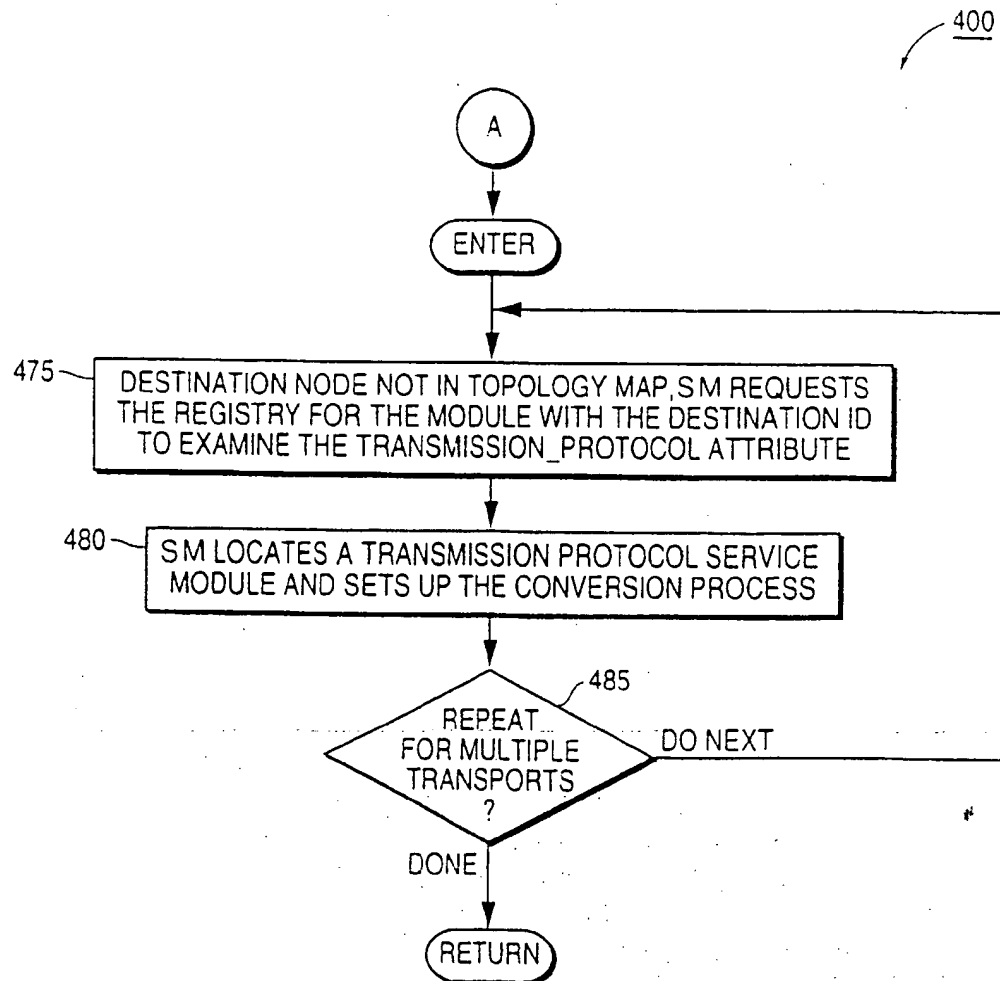 400
A
ENTER
475
DESTINATION NODE NOT IN TOPOLOGY MAP, SM REQUESTS
THE REGISTRY FOR THE MODULE WITH THE DESTINATION ID
TO EXAMINE THE TRANSMISSION_PROTOCOL ATTRIBUTE
480
SM LOCATES A TRANSMISSION PROTOCOL SERVICE
MODULE AND SETS UP THE CONVERSION PROCESS
485
REPEAT
FOR MULTIPLE
TRANSPORTS
?
DO NEXT
DONE
RETURN